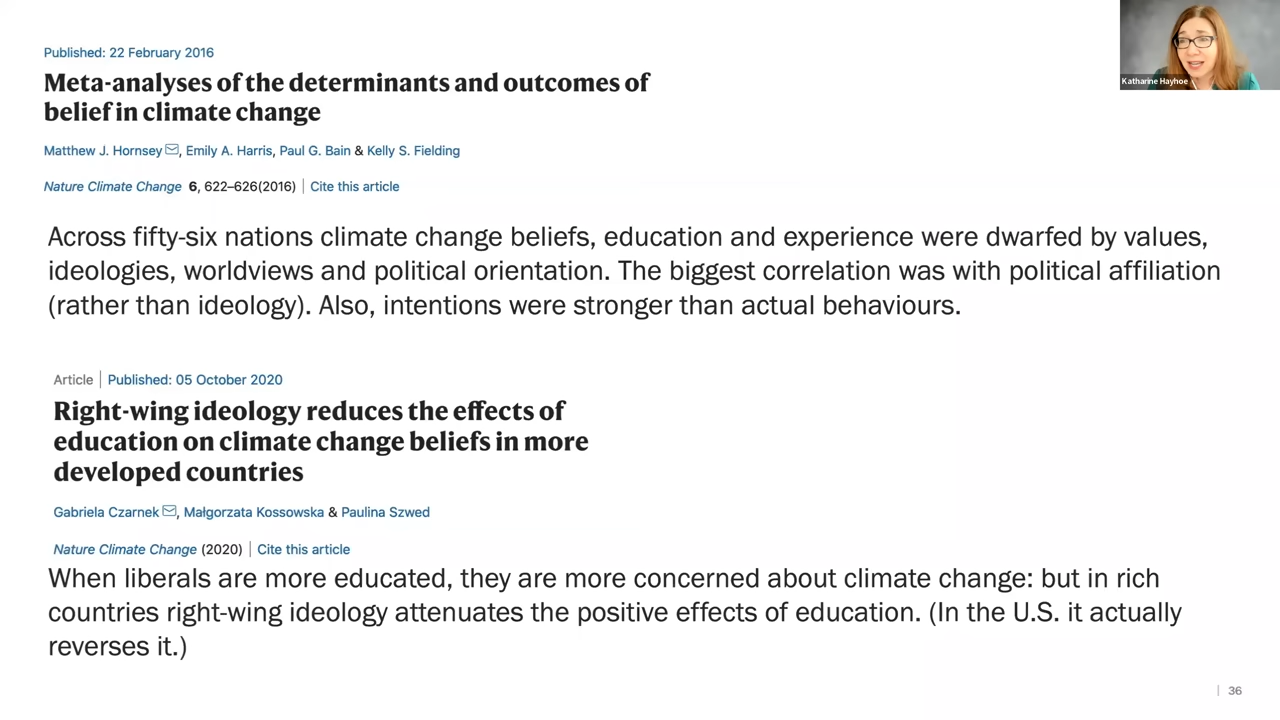 Published: 22 February 2016
Meta-analyses of the determinants and outcomes of
belief in climate change
Matthew J. Hornsey, Emily A. Harris, Paul G. Bain & Kelly S. Fielding
Nature Climate Change 6, 622–626(2016) | Cite this article
Across fifty-six nations climate change beliefs, education and experience were dwarfed by values,
ideologies, worldviews and political orientation. The biggest correlation was with political affiliation
(rather than ideology). Also, intentions were stronger than actual behaviours.
Article | Published: 05 October 2020
Right-wing ideology reduces the effects of
education on climate change beliefs in more
developed countries
Gabriela Czarnek, Małgorzata Kossowska & Paulina Szwed
Nature Climate Change (2020) | Cite this article
When liberals are more educated, they are more concerned about climate change: but in rich
countries right-wing ideology attenuates the positive effects of education. (In the U.S. it actually
reverses it.)
Katharine Hayhoe
| 36